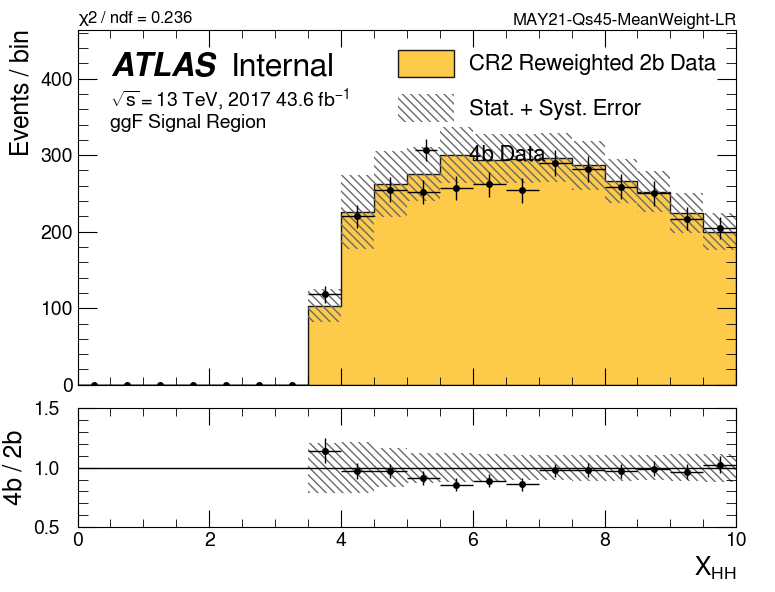 χ² / ndf = 0.236
MAY21-Qs45-MeanWeight-LR
ATLAS Internal
√s = 13 TeV, 2017 43.6 fb⁻¹
ggF Signal Region
CR2 Reweighted 2b Data
Stat. + Syst. Error
4b Data
Events / bin
400
300
200
100
0
4b / 2b
1.5
1.0
0.5
0 2 4 6 8 10
X_HH